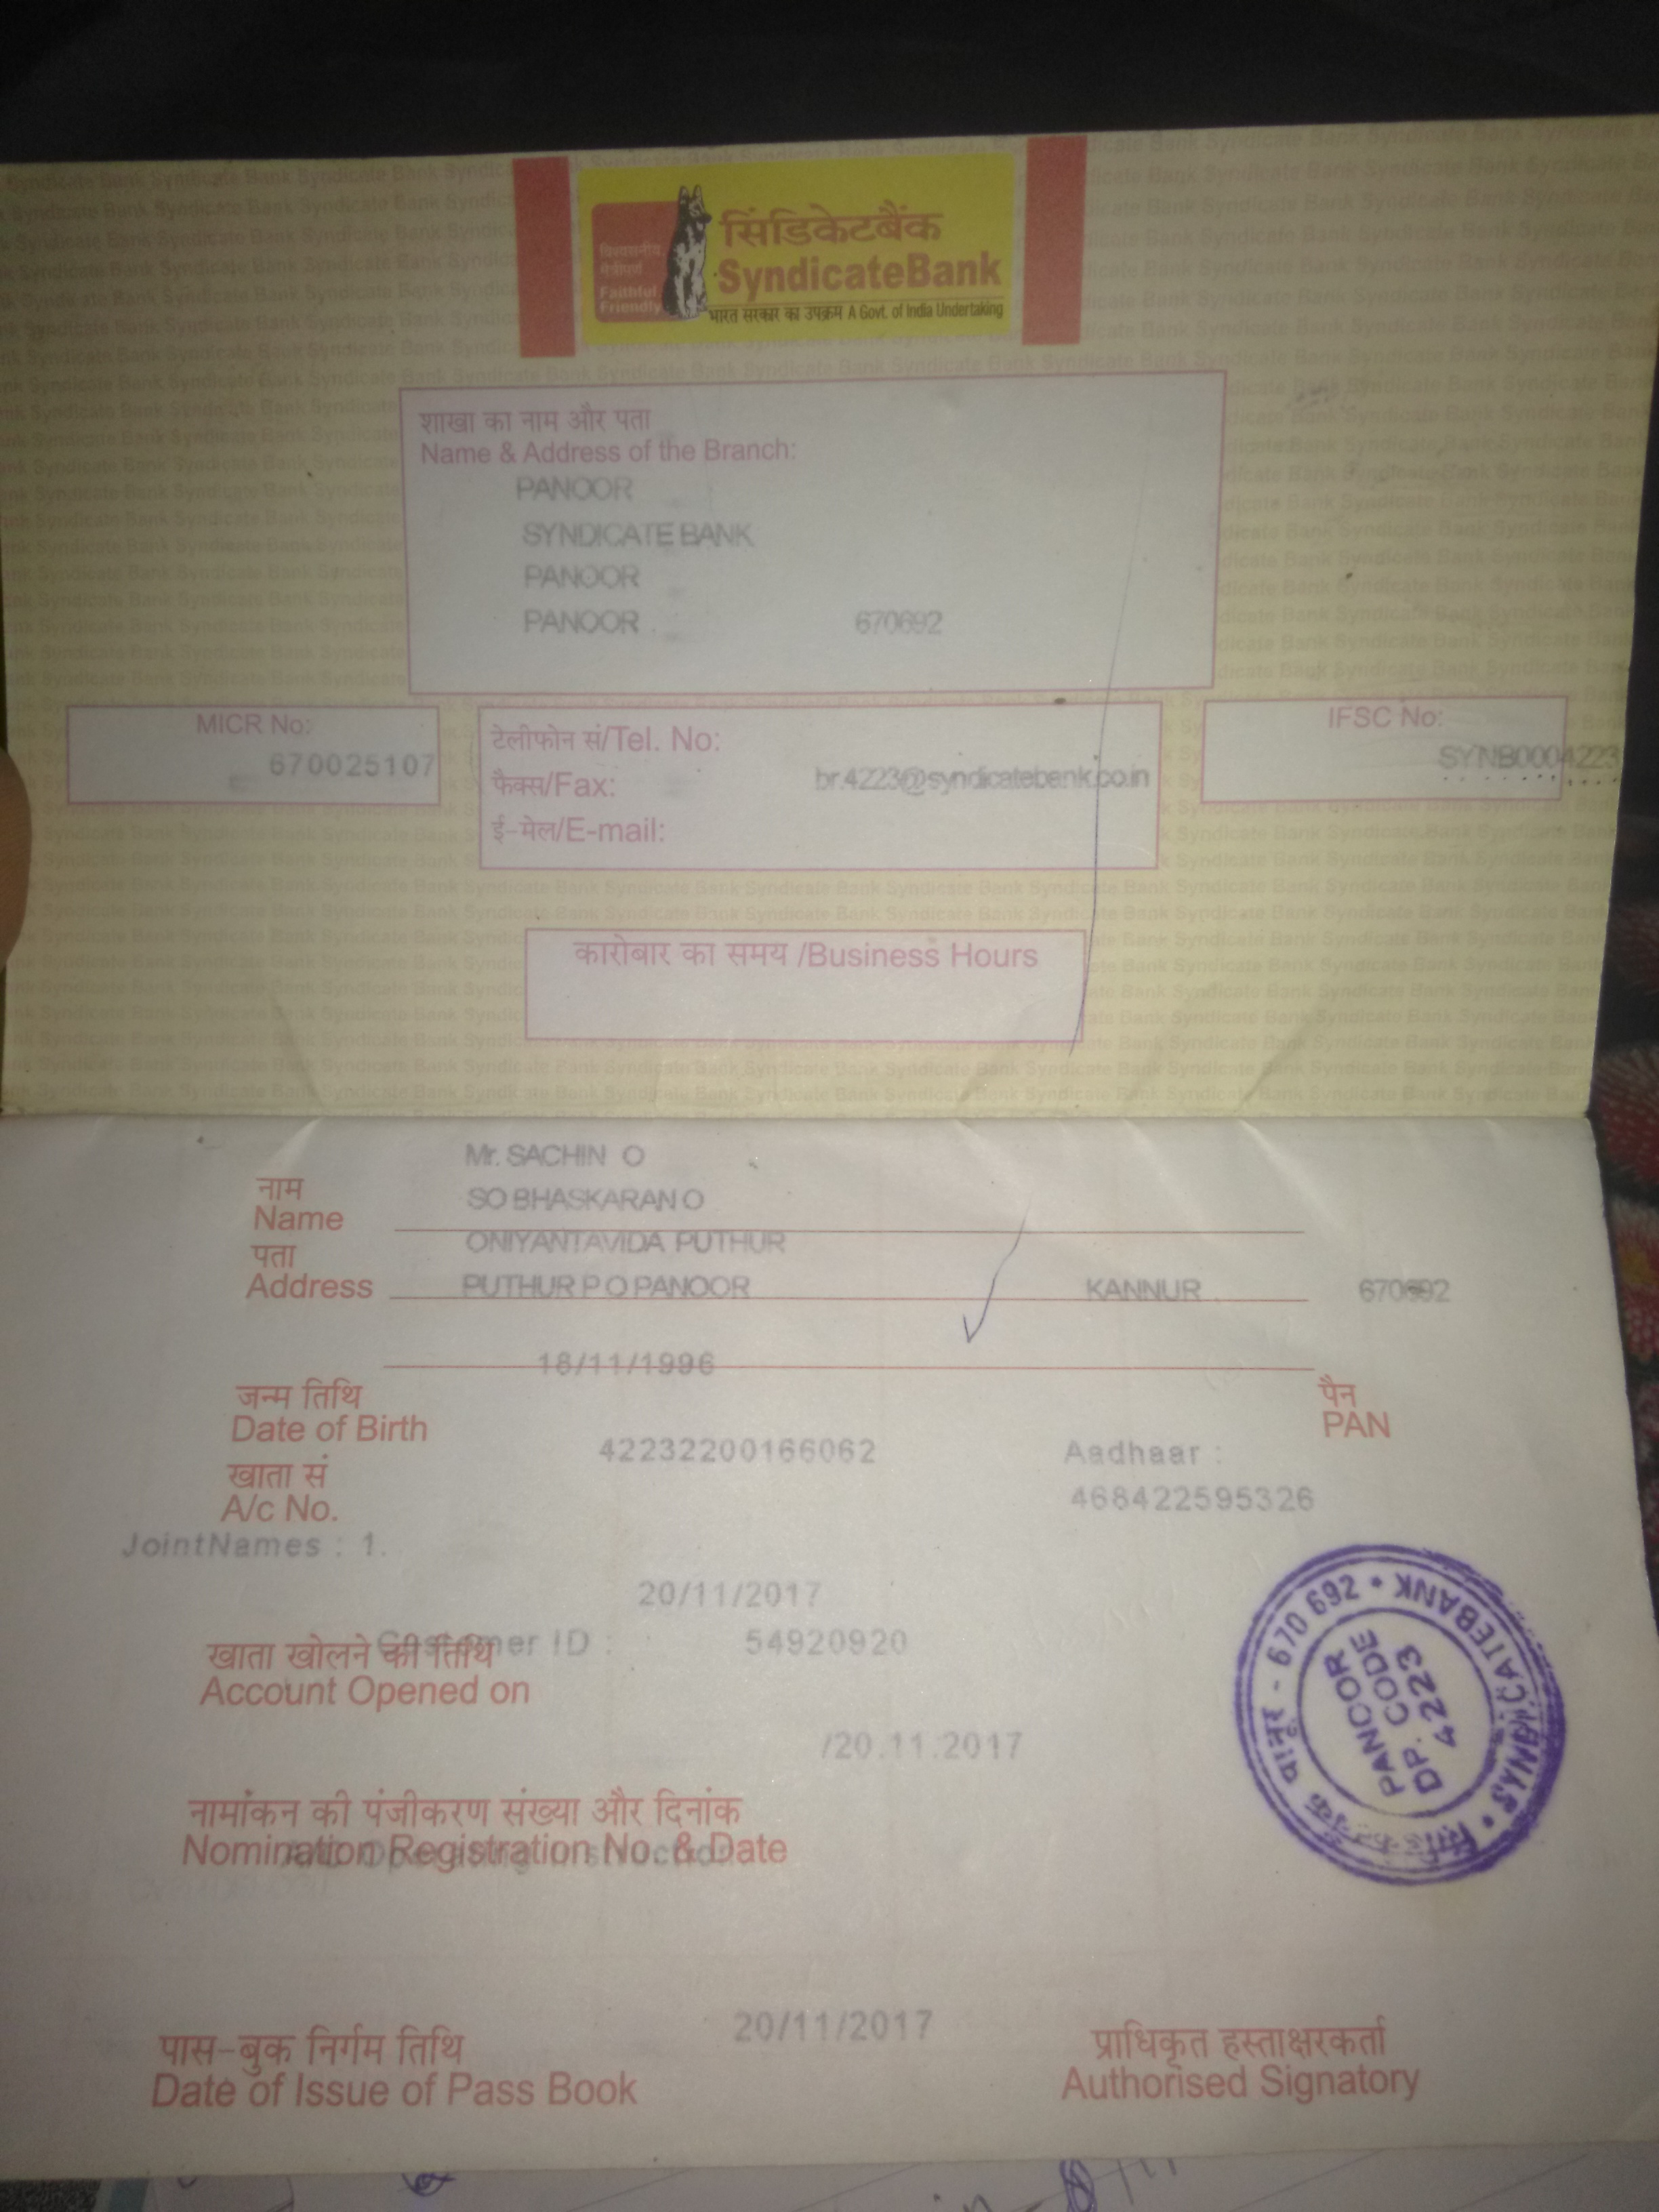 विश्वसनीय
मैत्रीपूर्ण
Faithful
Friendly
सिंडिकेटबैंक
SyndicateBank
भारत सरकार का उपक्रम A Govt. of India Undertaking
शाखा का नाम और पता
Name & Address of the Branch:
PANOOR
SYNDICATE BANK
PANOOR
PANOOR 670692
MICR No:
670025107
टेलीफोन सं/Tel. No:
फैक्स/Fax:
br.4223@syndicatebank.co.in
ई-मेल/E-mail:
IFSC No:
SYNB0004223
कारोबार का समय /Business Hours
Mr. SACHIN O
नाम
SO BHASKARAN O
Name
ONIYANTAVIDA PUTHUR
पता
Address PUTHUR P O PANOOR KANNUR 670692
18/11/1996
जन्म तिथि
Date of Birth
पैन
PAN
42232200166062
Aadhaar :
468422595326
खाता सं
A/c No.
JointNames : 1.
20/11/2017
Customer ID : 54920920
खाता खोलने की तिथि
Account Opened on
/20.11.2017
नामांकन की पंजीकरण संख्या और दिनांक
Nomination Registration No. & Date
20/11/2017
पास-बुक निर्गम तिथि
Date of Issue of Pass Book
प्राधिकृत हस्ताक्षरकर्ता
Authorised Signatory
SYNDICATEBANK
पानूर - 670 692
PANOOR
DP. CODE
4223